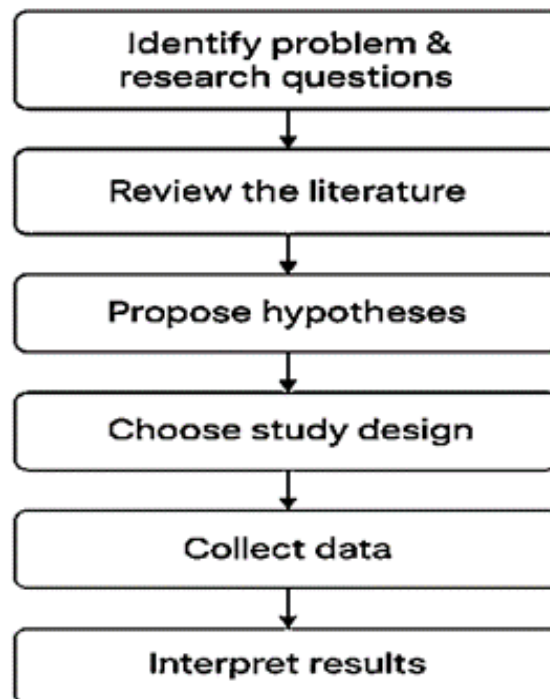 Identify problem &
research questions
Review the literature
Propose hypotheses
Choose study design
Collect data
Interpret results